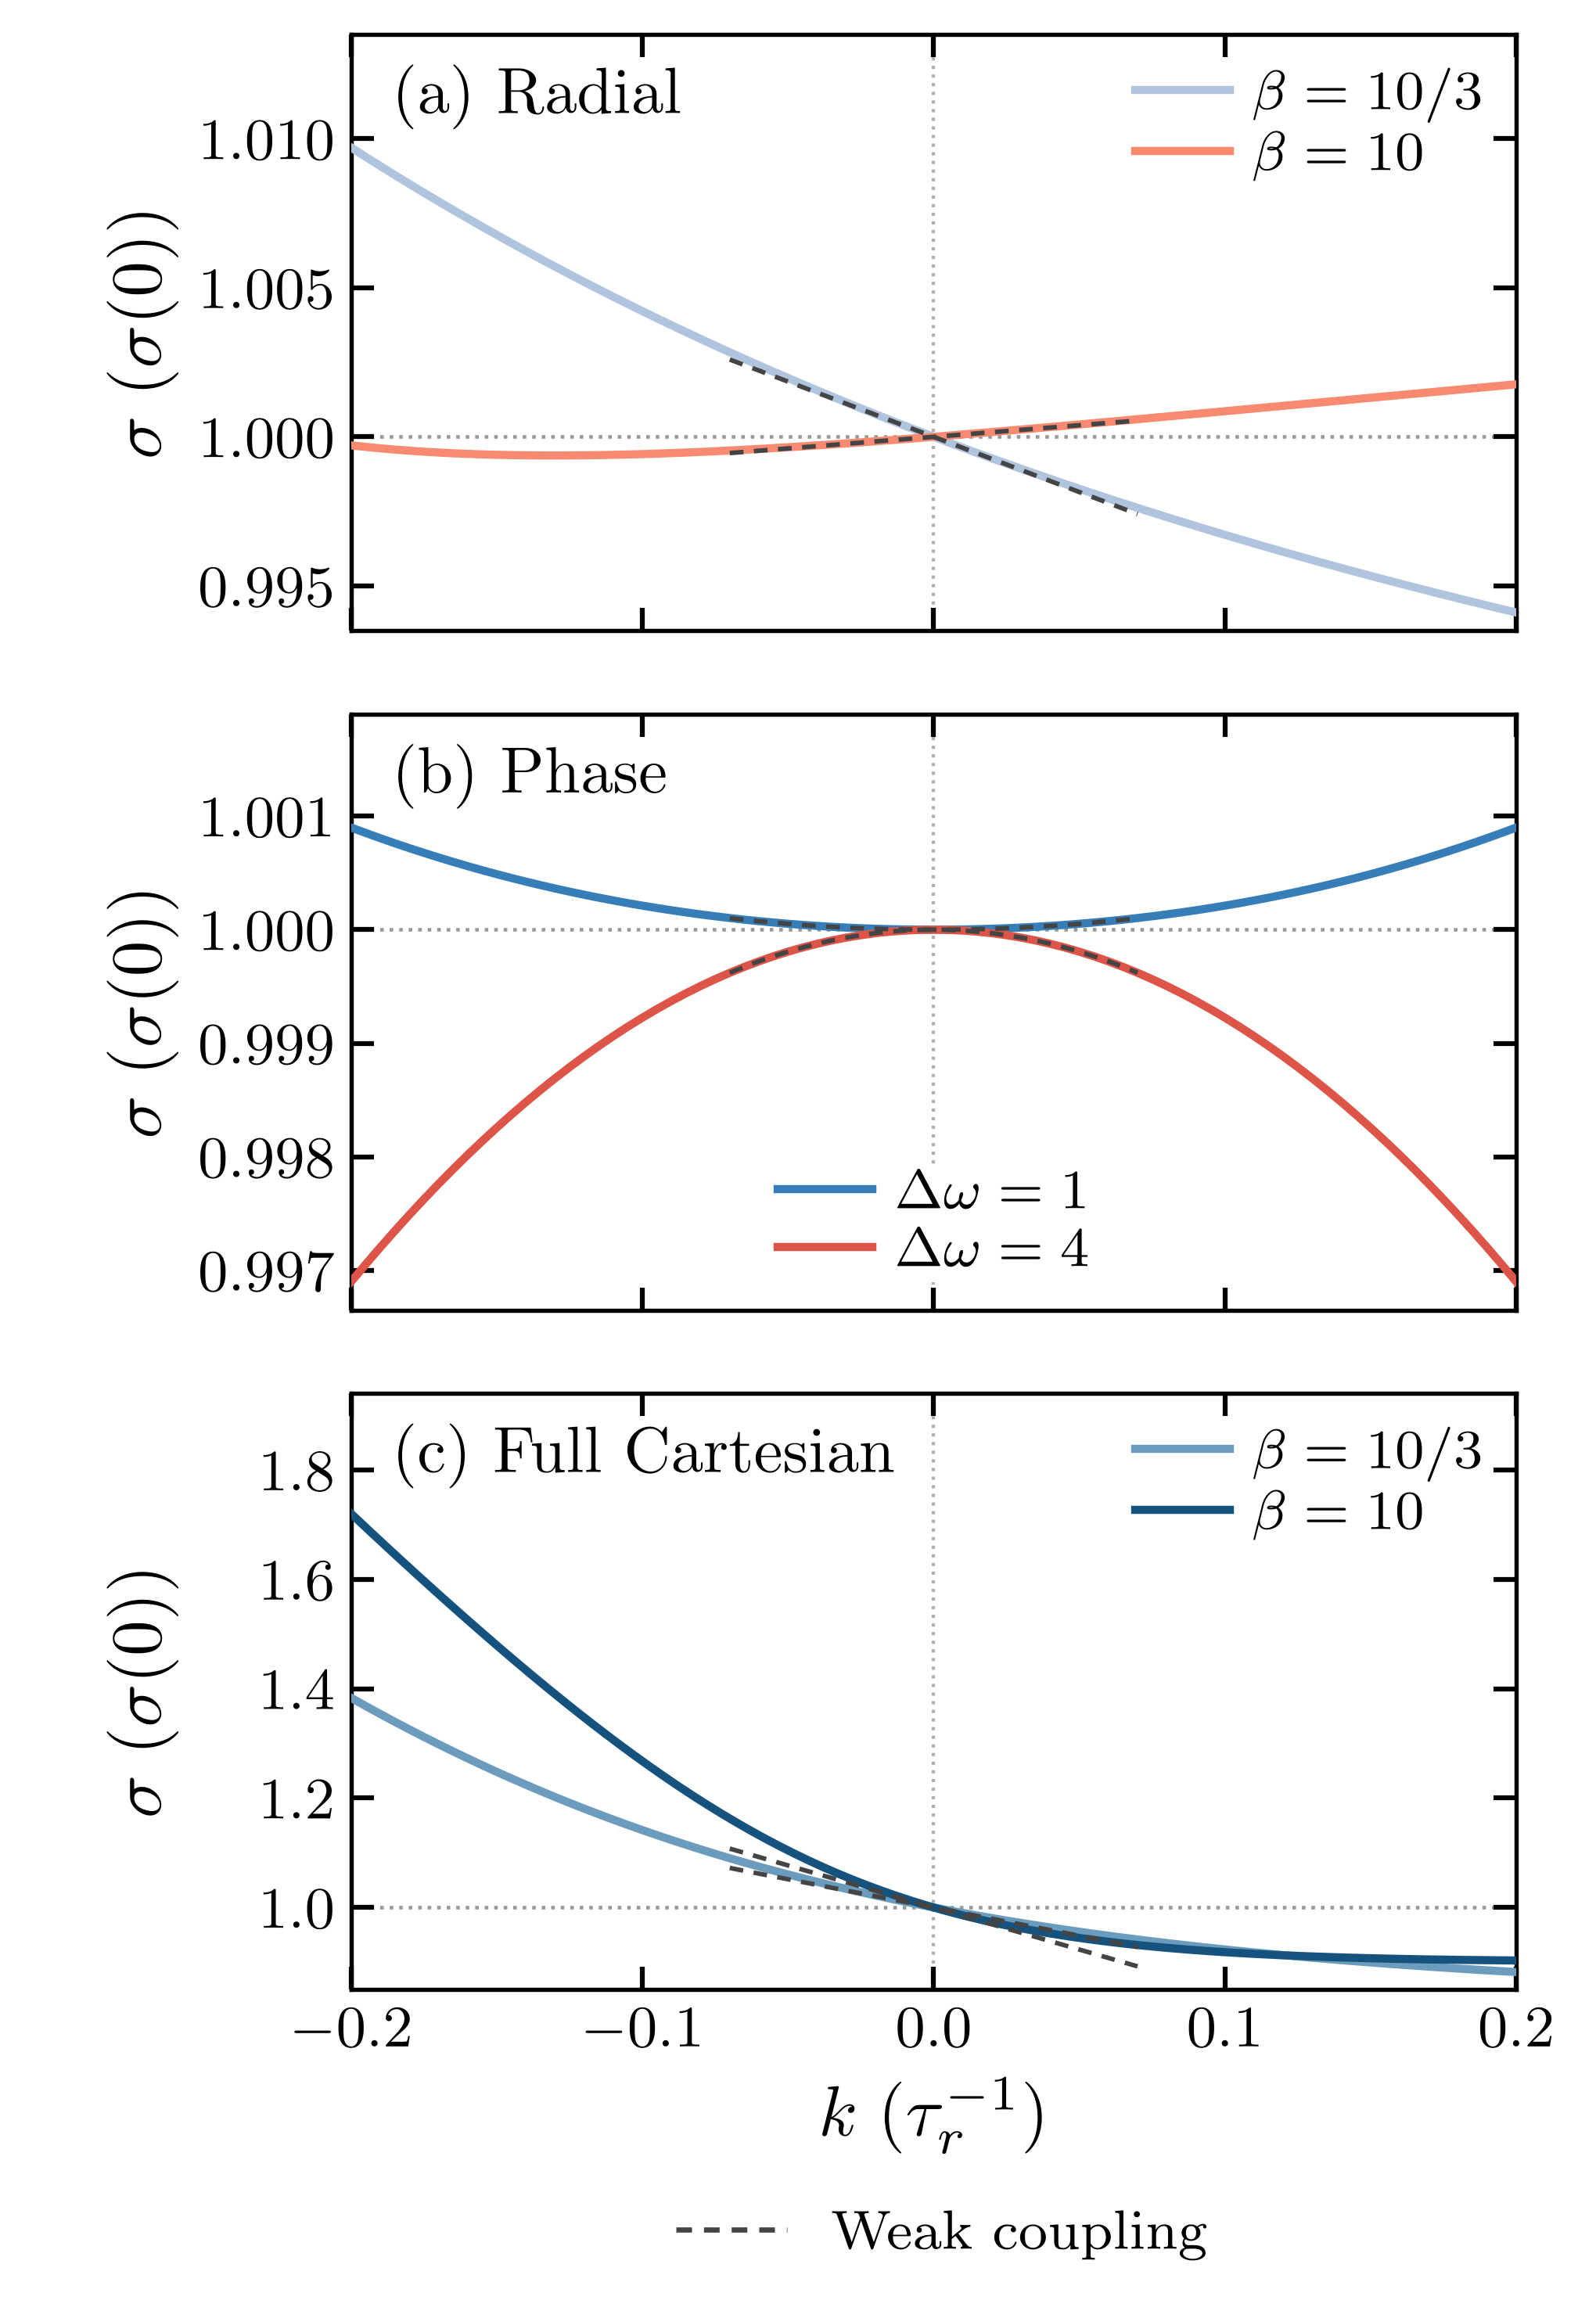 (a) Radial
β = 10/3
β = 10
1.010
1.005
1.000
0.995
σ (σ(0))
(b) Phase
1.001
1.000
0.999
0.998
0.997
σ (σ(0))
Δω = 1
Δω = 4
(c) Full Cartesian
β = 10/3
β = 10
1.8
1.6
1.4
1.2
1.0
σ (σ(0))
−0.2 −0.1 0.0 0.1 0.2
k (τ_r^{−1})
Weak coupling